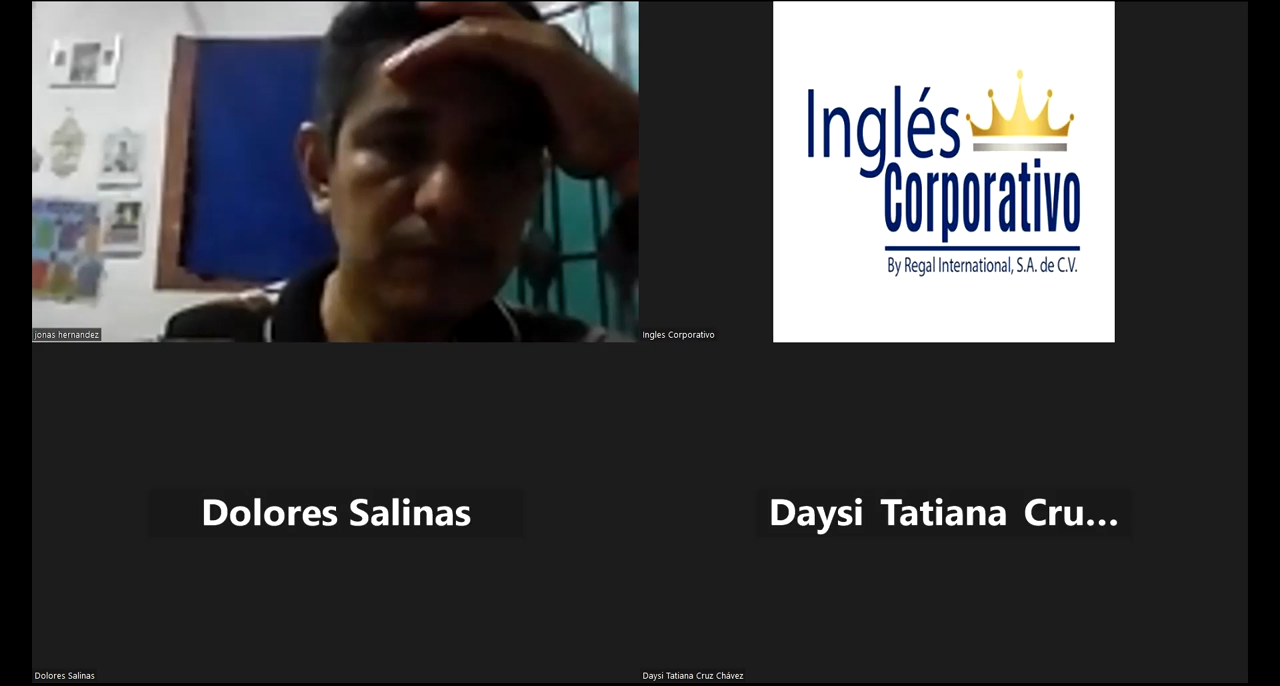 Inglés
Corporativo
By Regal International, S.A. de C.V.
jonas hernandez
Ingles Corporativo
Dolores Salinas
Daysi Tatiana Cru...
Dolores Salinas
Daysi Tatiana Cruz Chávez